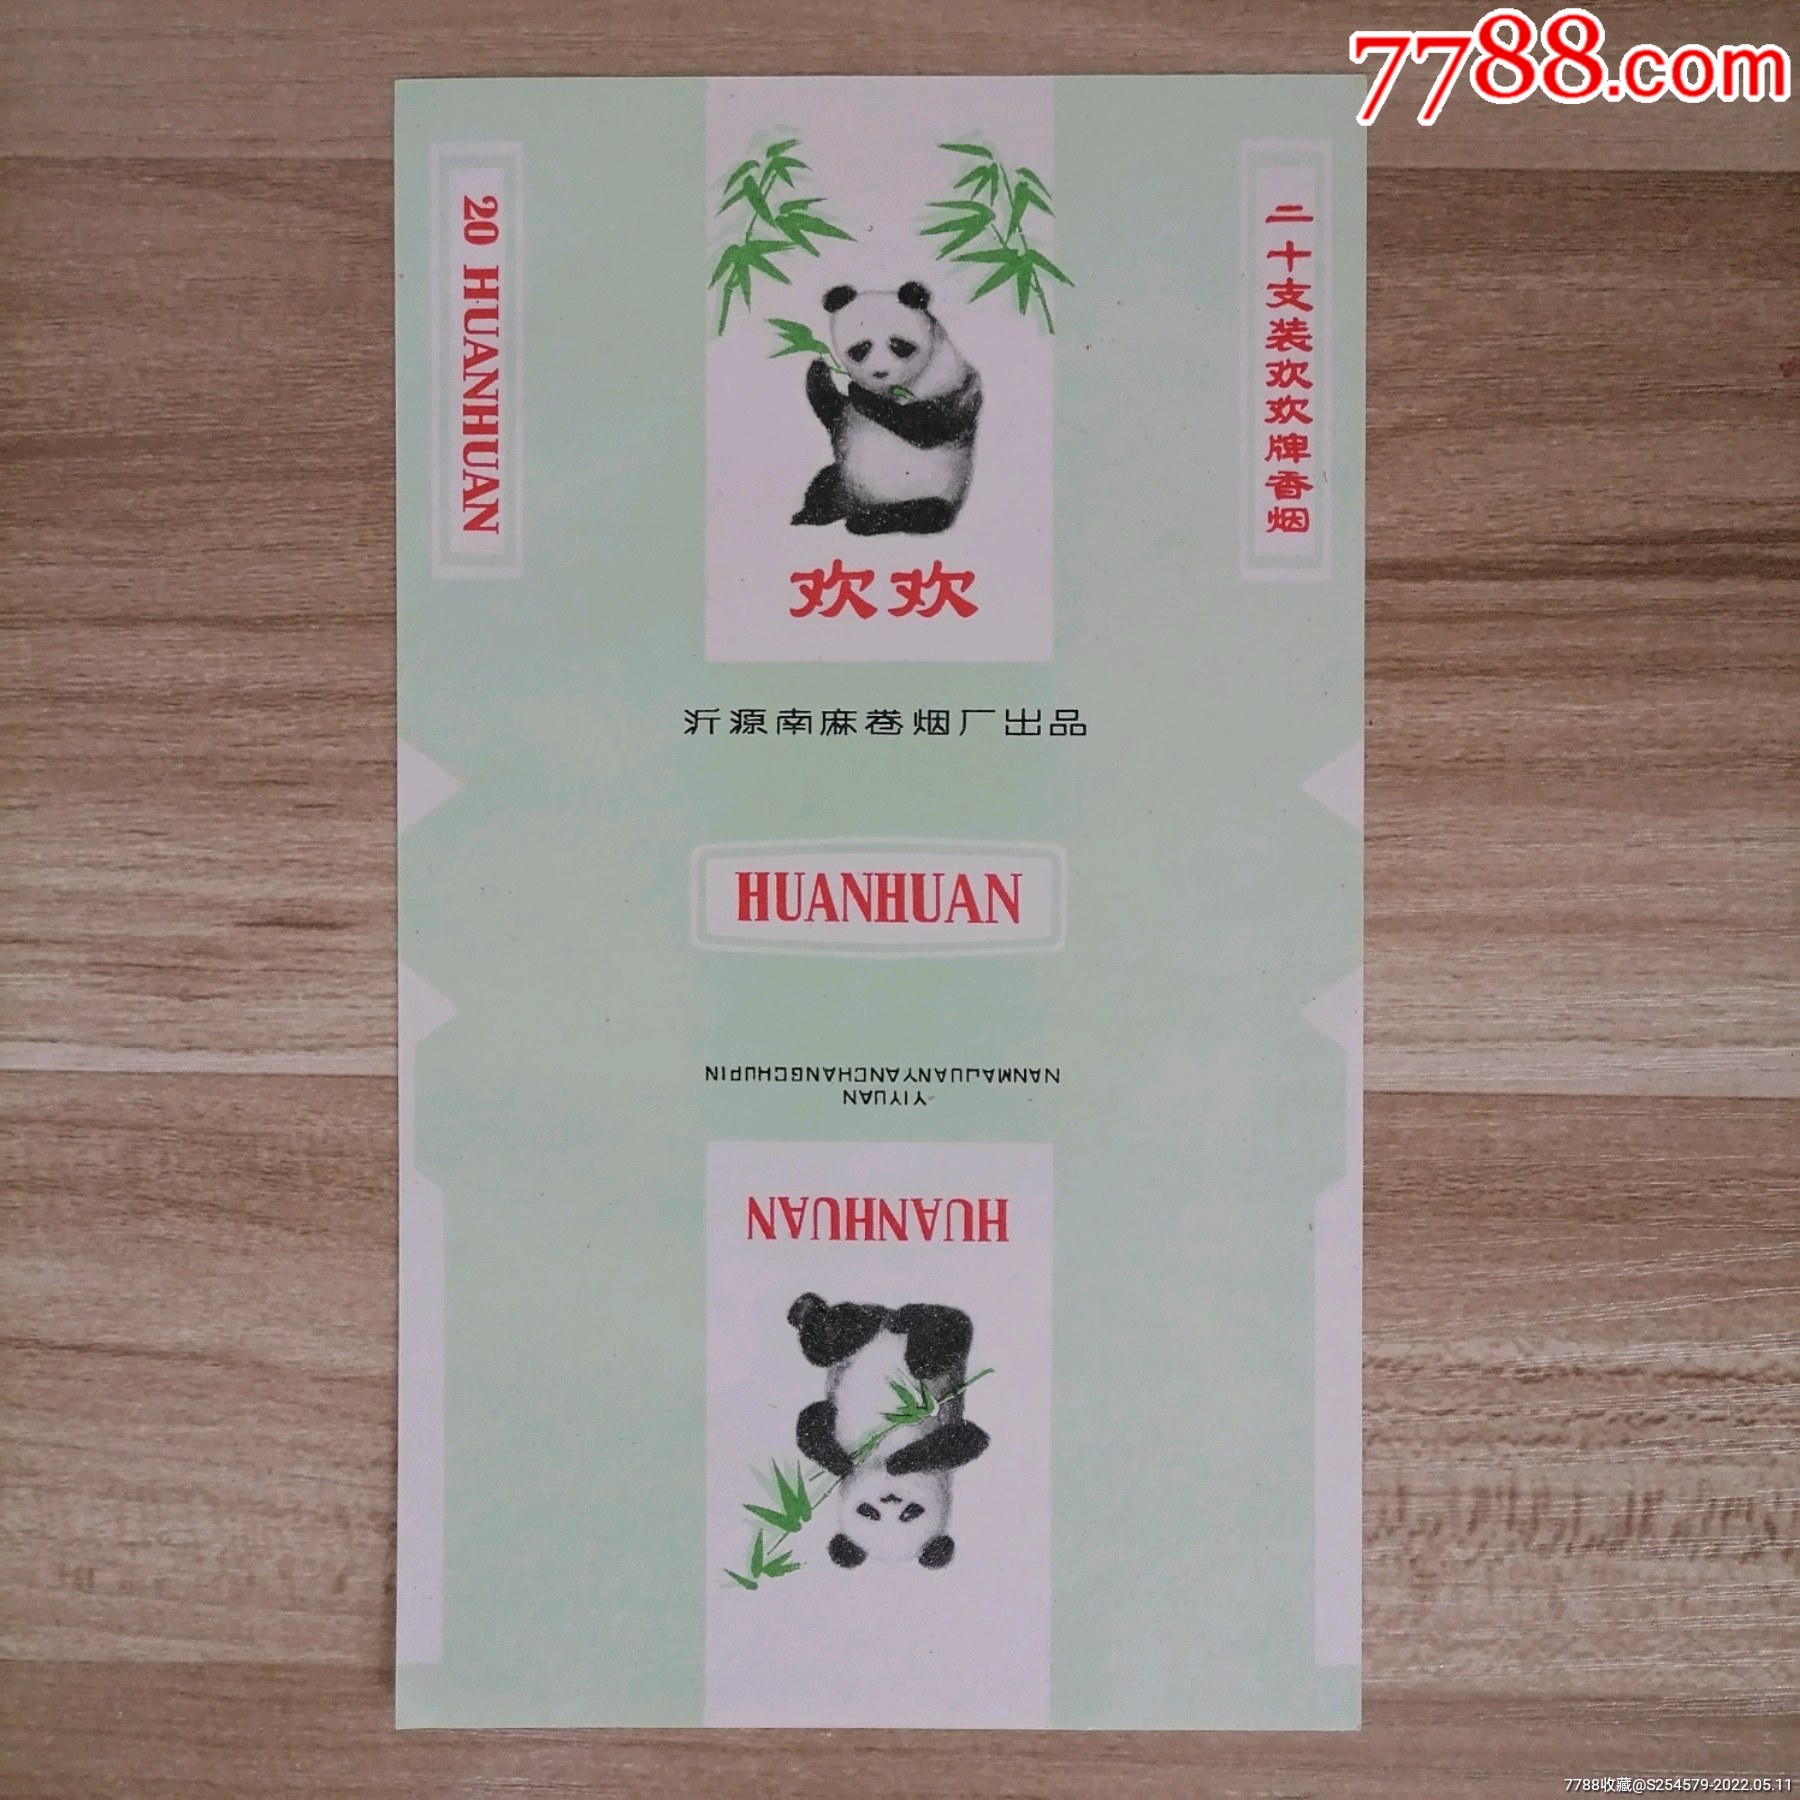 7788.com
20 HUANHUAN
二十支装欢欢牌香烟
欢欢
沂源南麻卷烟厂出品
HUANHUAN
YIYUAN
NANMAJUANYANCHANGCHUPIN
HUANHUAN
7788收藏@S254579-2022.05.11